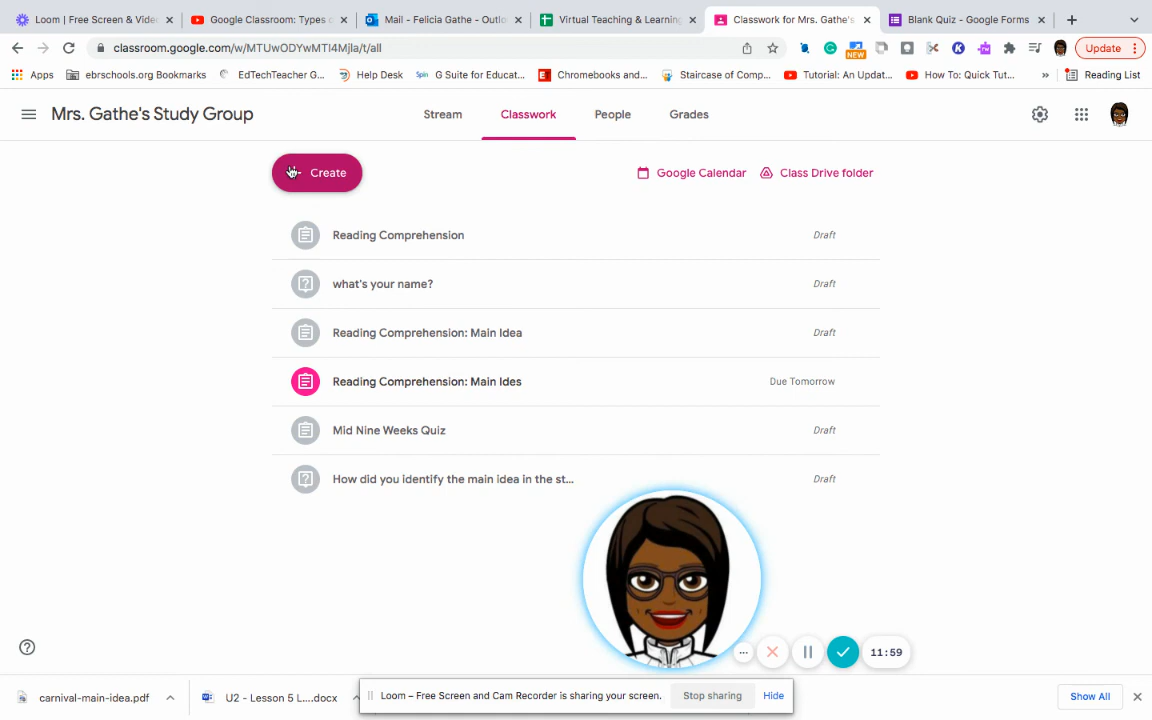 Loom | Free Screen & Vide
Google Classroom: Types o
Mail - Felicia Gathe - Outlo
Virtual Teaching & Learning
Classwork for Mrs. Gathe's
Blank Quiz - Google Forms
classroom.google.com/w/MTUwODYwMTI4Mjla/t/all
NEW
Update
Apps
ebrschools.org Bookmarks
EdTechTeacher G...
Help Desk
Spin
G Suite for Educat...
Chromebooks and...
Staircase of Comp...
Tutorial: An Updat...
How To: Quick Tut...
»
Reading List
Mrs. Gathe's Study Group
Stream
Classwork
People
Grades
Create
Google Calendar
Class Drive folder
Reading Comprehension
Draft
what's your name?
Draft
Reading Comprehension: Main Idea
Draft
Reading Comprehension: Main Ides
Due Tomorrow
Mid Nine Weeks Quiz
Draft
How did you identify the main idea in the st...
Draft
11:59
carnival-main-idea.pdf
U2 - Lesson 5 L....docx
Loom – Free Screen and Cam Recorder is sharing your screen.
Stop sharing
Hide
Show All